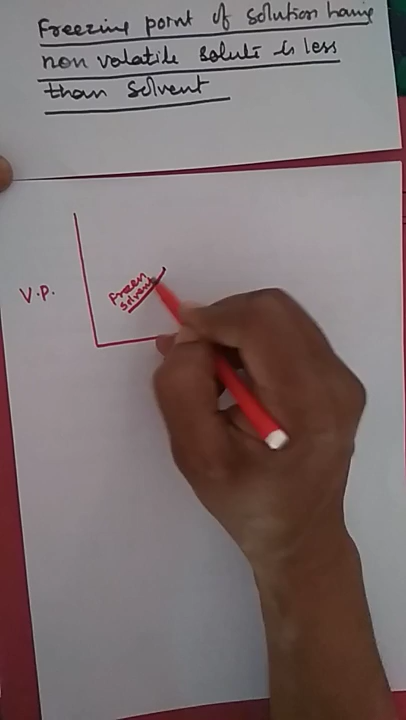 Freezing point of solution having
non volatile solute is less
than solvent
V.P.
Frozen
solvent